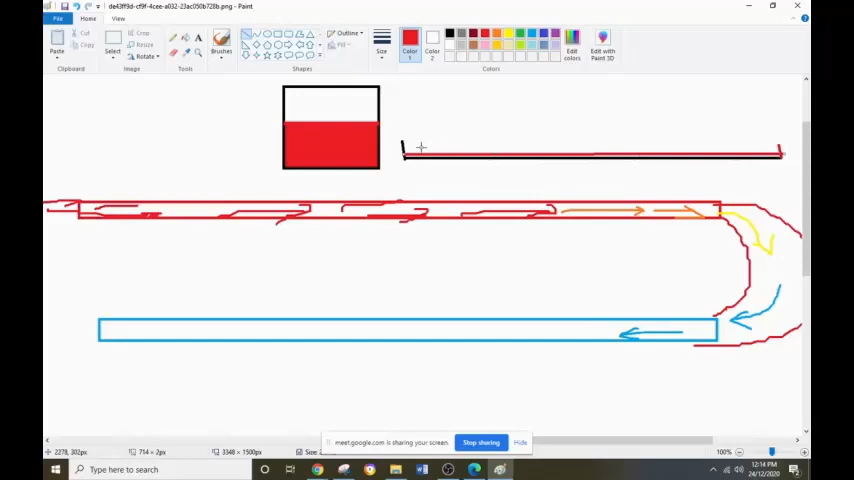 de43ff9d-cf9f-4cee-a032-23ac050b728b.png - Paint
File Home View
Paste Cut Copy Clipboard
Select Crop Resize Rotate Image
Tools
Brushes
Shapes Outline Fill
Size
Color 1
Color 2
Edit colors
Edit with Paint 3D
Colors
meet.google.com is sharing your screen. Stop sharing Hide
2278, 302px 714 × 2px 3348 × 1500px 100%
Type here to search
12:14 PM
24/12/2020